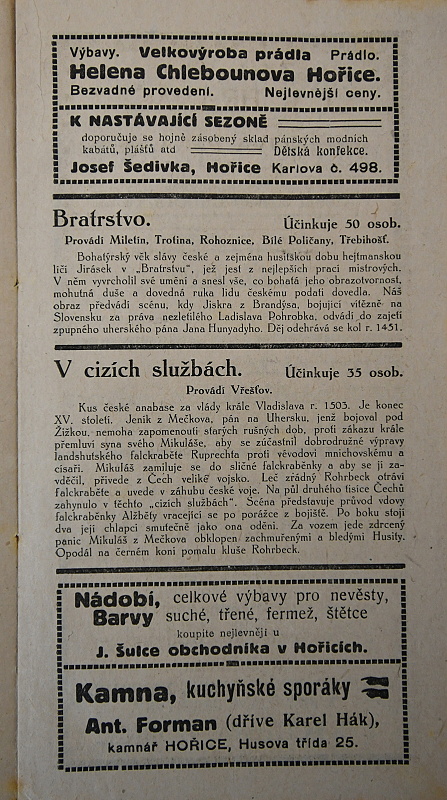 Výbavy. Velkovýroba prádla Prádlo.
Helena Chlebounova Hořice.
Bezvadné provedení. Nejlevnější ceny.
K NASTÁVAJÍCÍ SEZONĚ
doporučuje se hojně zásobený sklad pánských modních
kabátů, plášťů atd Dětská konfekce.
Josef Šedivka, Hořice Karlova č. 498.
Bratrstvo. Účinkuje 50 osob.
Provádí Miletín, Trotina, Rohoznice, Bílé Poličany, Třebihošť.
Bohatýrský věk slávy české a zejména husitskou dobu hejtmanskou
líčí Jirásek v „Bratrstvu", jež jest z nejlepších prací mistrových.
V něm vyvrcholil své umění a snesl vše, co bohatá jeho obrazotvornost,
mohutná duše a dovedná ruka lidu českému podati dovedla. Náš
obraz předvádí scénu, kdy Jiskra z Brandýsa, bojující vítězně na
Slovensku za práva nezletilého Ladislava Pohrobka, odvádí do zajetí
zpupného uherského pána Jana Hunyadyho. Děj odehrává se kol r. 1451.
V cizích službách. Účinkuje 35 osob.
Provádí Vřešťov.
Kus české anabase za vlády krále Vladislava r. 1503. Je konec
XV. století. Jeník z Mečkova, pán na Uhersku, jenž bojoval pod
Žižkou, nemoha zapomenouti starých rušných dob, proti zákazu krále
přemluví syna svého Mikuláše, aby se zúčastnil dobrodružné výpravy
landshutského falckraběte Ruprechta proti vévodovi mnichovskému a
císaři. Mikuláš zamiluje se do sličné falckraběnky a aby se jí za-
vděčil, přivede z Čech veliké vojsko. Leč zrádný Rohrbeck otráví
falckraběte a uvede v záhubu české voje. Na půl druhého tisíce Čechů
zahynulo v těchto „cizích službách". Scéna představuje průvod vdovy
falckraběnky Alžběty vracející se po porážce z bojiště. Po boku stojí
dva její chlapci smutečně jako ona oděni. Za vozem jede zdrcený
panic Mikuláš z Mečkova obklopen zachmuřenými a bledými Husity.
Opodál na černém koni pomalu kluše Rohrbeck.
Nádobí, celkové výbavy pro nevěsty,
Barvy suché, třené, fermež, štětce
koupíte nejlevněji u
J. Šulce obchodníka v Hořicích.
Kamna, kuchyňské sporáky
Ant. Forman (dříve Karel Hák),
kamnář HOŘICE, Husova třída 25.